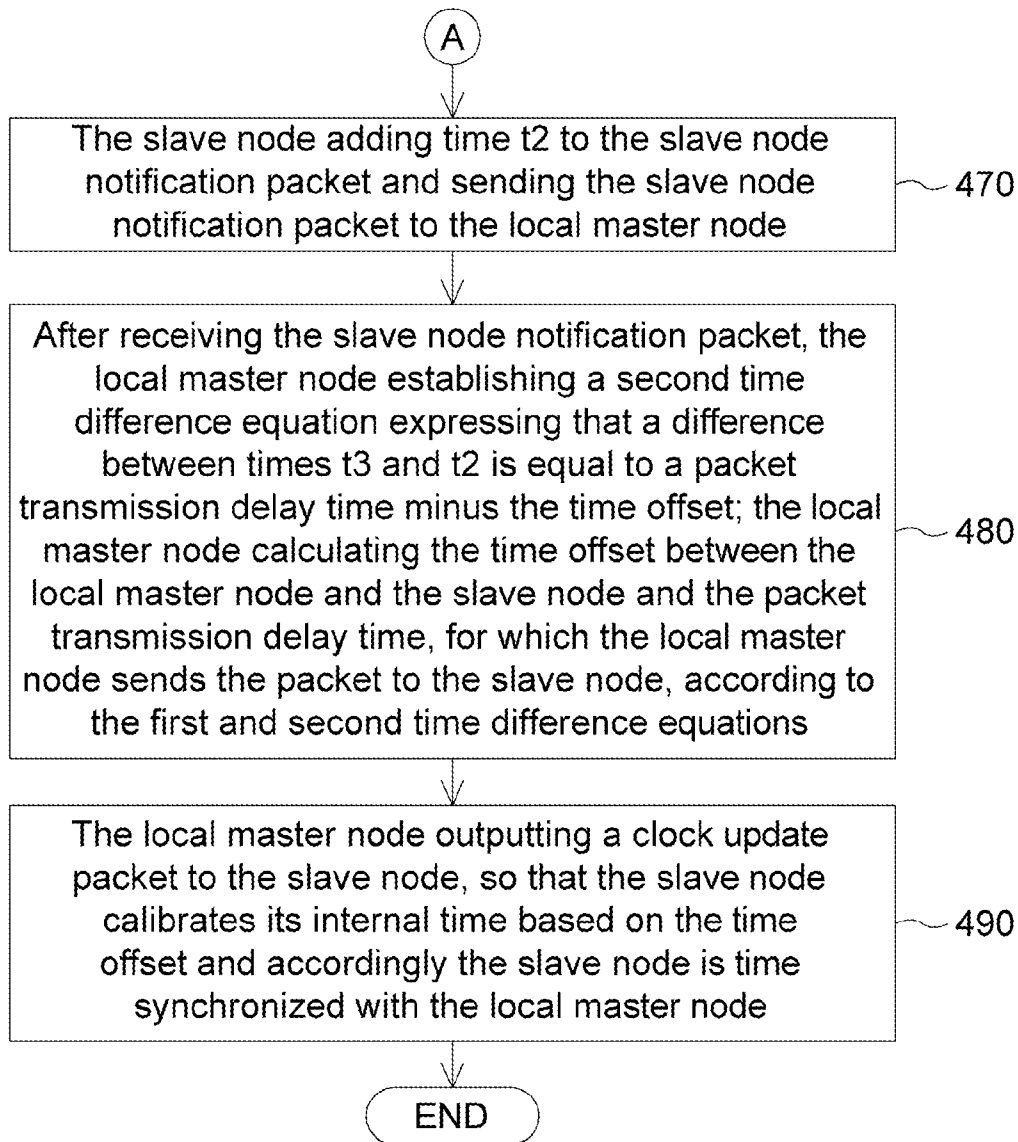 A
The slave node adding time t2 to the slave node
notification packet and sending the slave node
notification packet to the local master node
470
After receiving the slave node notification packet, the
local master node establishing a second time
difference equation expressing that a difference
between times t3 and t2 is equal to a packet
transmission delay time minus the time offset; the local
master node calculating the time offset between the
local master node and the slave node and the packet
transmission delay time, for which the local master
node sends the packet to the slave node, according to
the first and second time difference equations
480
The local master node outputting a clock update
packet to the slave node, so that the slave node
calibrates its internal time based on the time
offset and accordingly the slave node is time
synchronized with the local master node
490
END